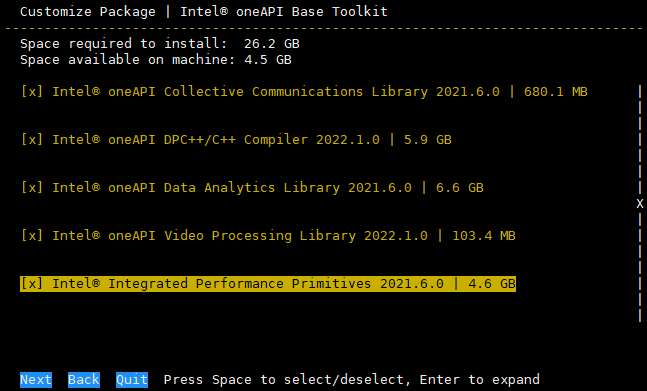 Customize Package | Intel® oneAPI Base Toolkit
Space required to install:  26.2 GB
Space available on machine: 4.5 GB
[x] Intel® oneAPI Collective Communications Library 2021.6.0 | 680.1 MB
[x] Intel® oneAPI DPC++/C++ Compiler 2022.1.0 | 5.9 GB
[x] Intel® oneAPI Data Analytics Library 2021.6.0 | 6.6 GB
X
[x] Intel® oneAPI Video Processing Library 2022.1.0 | 103.4 MB
[x] Intel® Integrated Performance Primitives 2021.6.0 | 4.6 GB
Next  Back  Quit  Press Space to select/deselect, Enter to expand